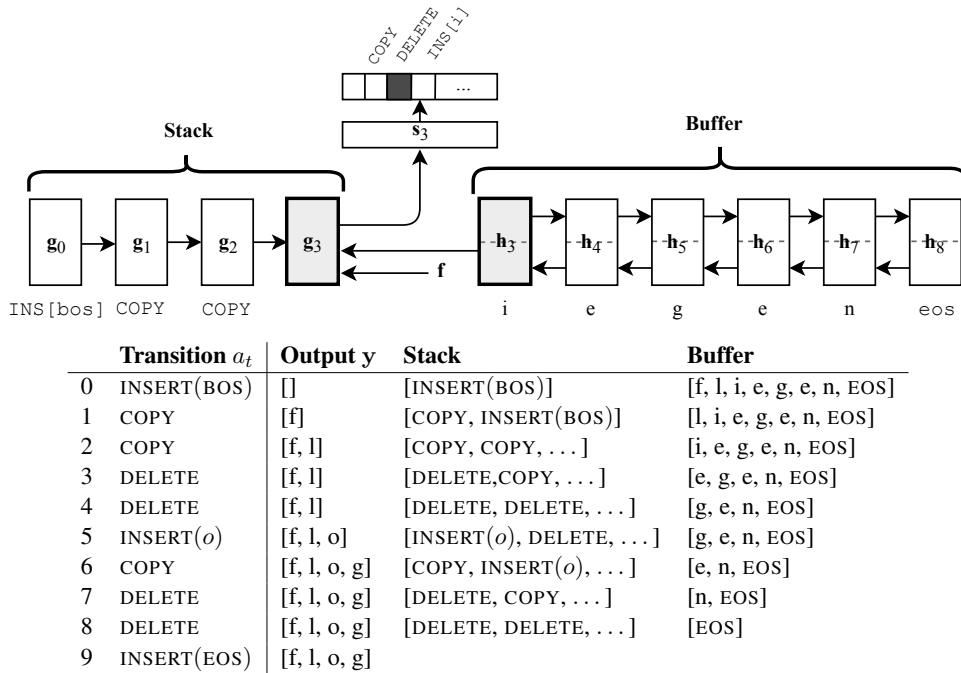 COPY DELETE INS[i]
...
s3
Stack
Buffer
g0 g1 g2 g3 h3 h4 h5 h6 h7 h8
f
INS[bos] COPY COPY i e g e n eos
Transition a_t Output y Stack Buffer
0 INSERT(BOS) [] [INSERT(BOS)] [f, l, i, e, g, e, n, EOS]
1 COPY [f] [COPY, INSERT(BOS)] [l, i, e, g, e, n, EOS]
2 COPY [f, l] [COPY, COPY, . . . ] [i, e, g, e, n, EOS]
3 DELETE [f, l] [DELETE,COPY, . . . ] [e, g, e, n, EOS]
4 DELETE [f, l] [DELETE, DELETE, . . . ] [g, e, n, EOS]
5 INSERT(o) [f, l, o] [INSERT(o), DELETE, . . . ] [g, e, n, EOS]
6 COPY [f, l, o, g] [COPY, INSERT(o), . . . ] [e, n, EOS]
7 DELETE [f, l, o, g] [DELETE, COPY, . . . ] [n, EOS]
8 DELETE [f, l, o, g] [DELETE, DELETE, . . . ] [EOS]
9 INSERT(EOS) [f, l, o, g]